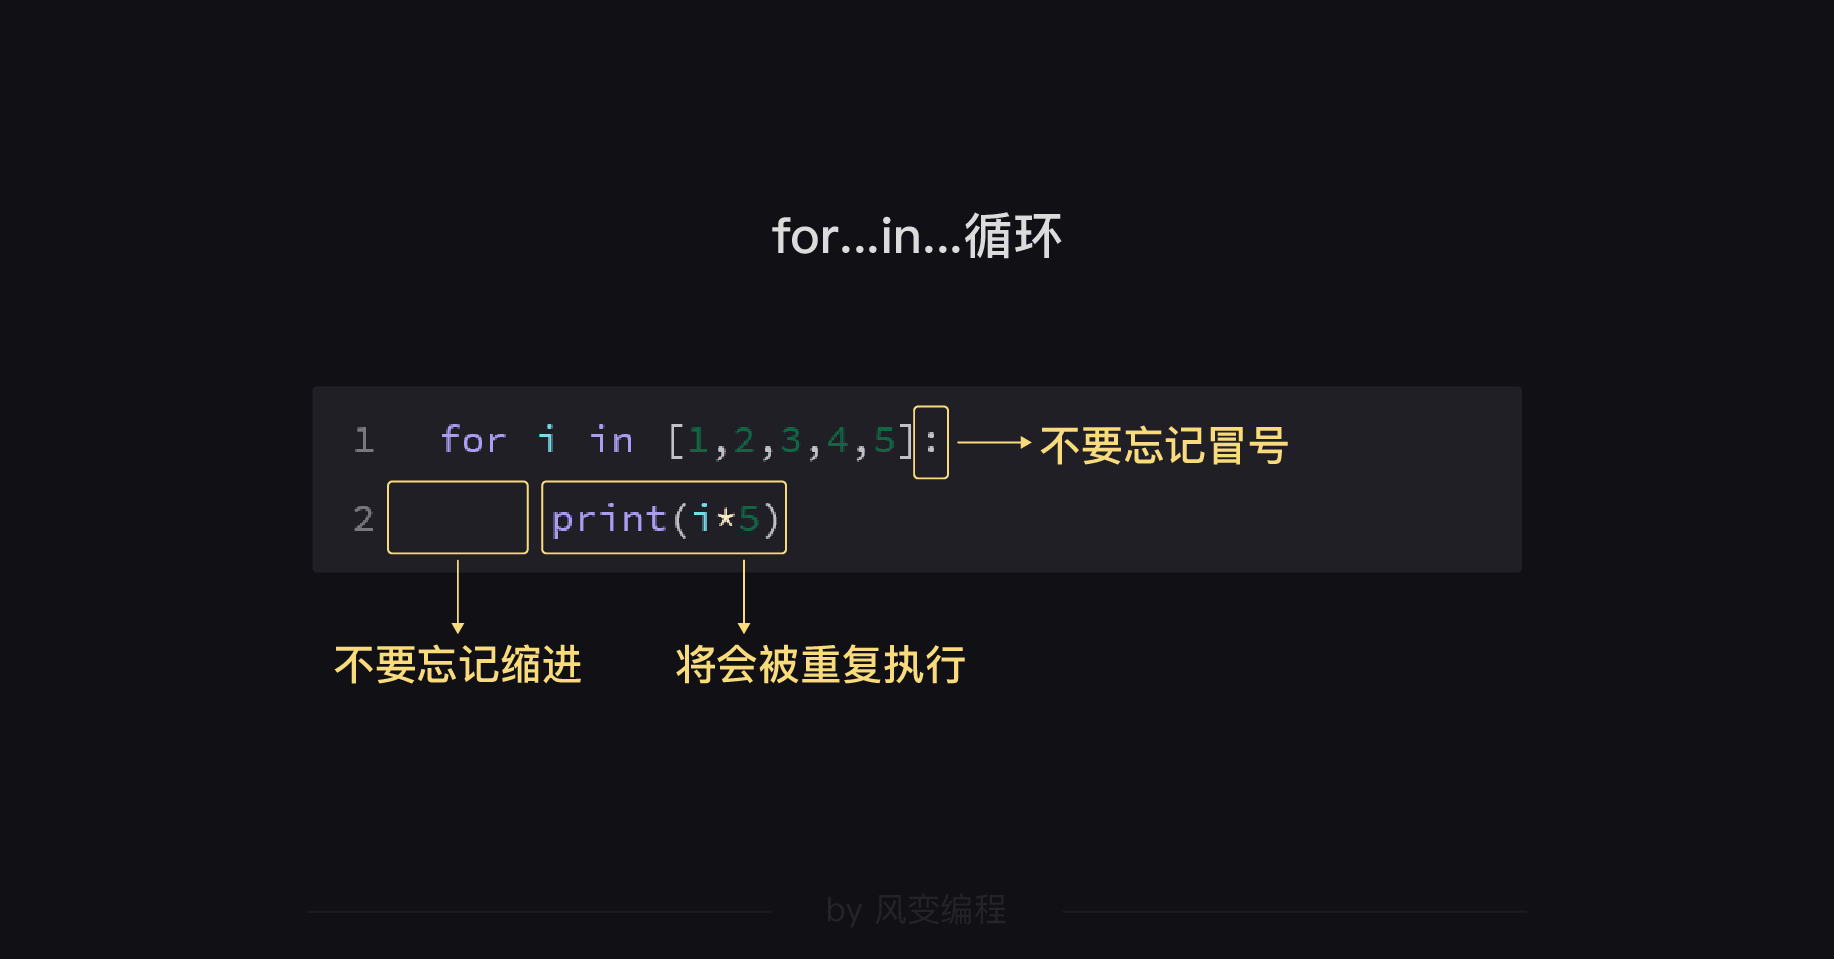 for...in...循环
1 for i in [1,2,3,4,5]: 不要忘记冒号
2 print(i*5)
不要忘记缩进 将会被重复执行
by 风变编程